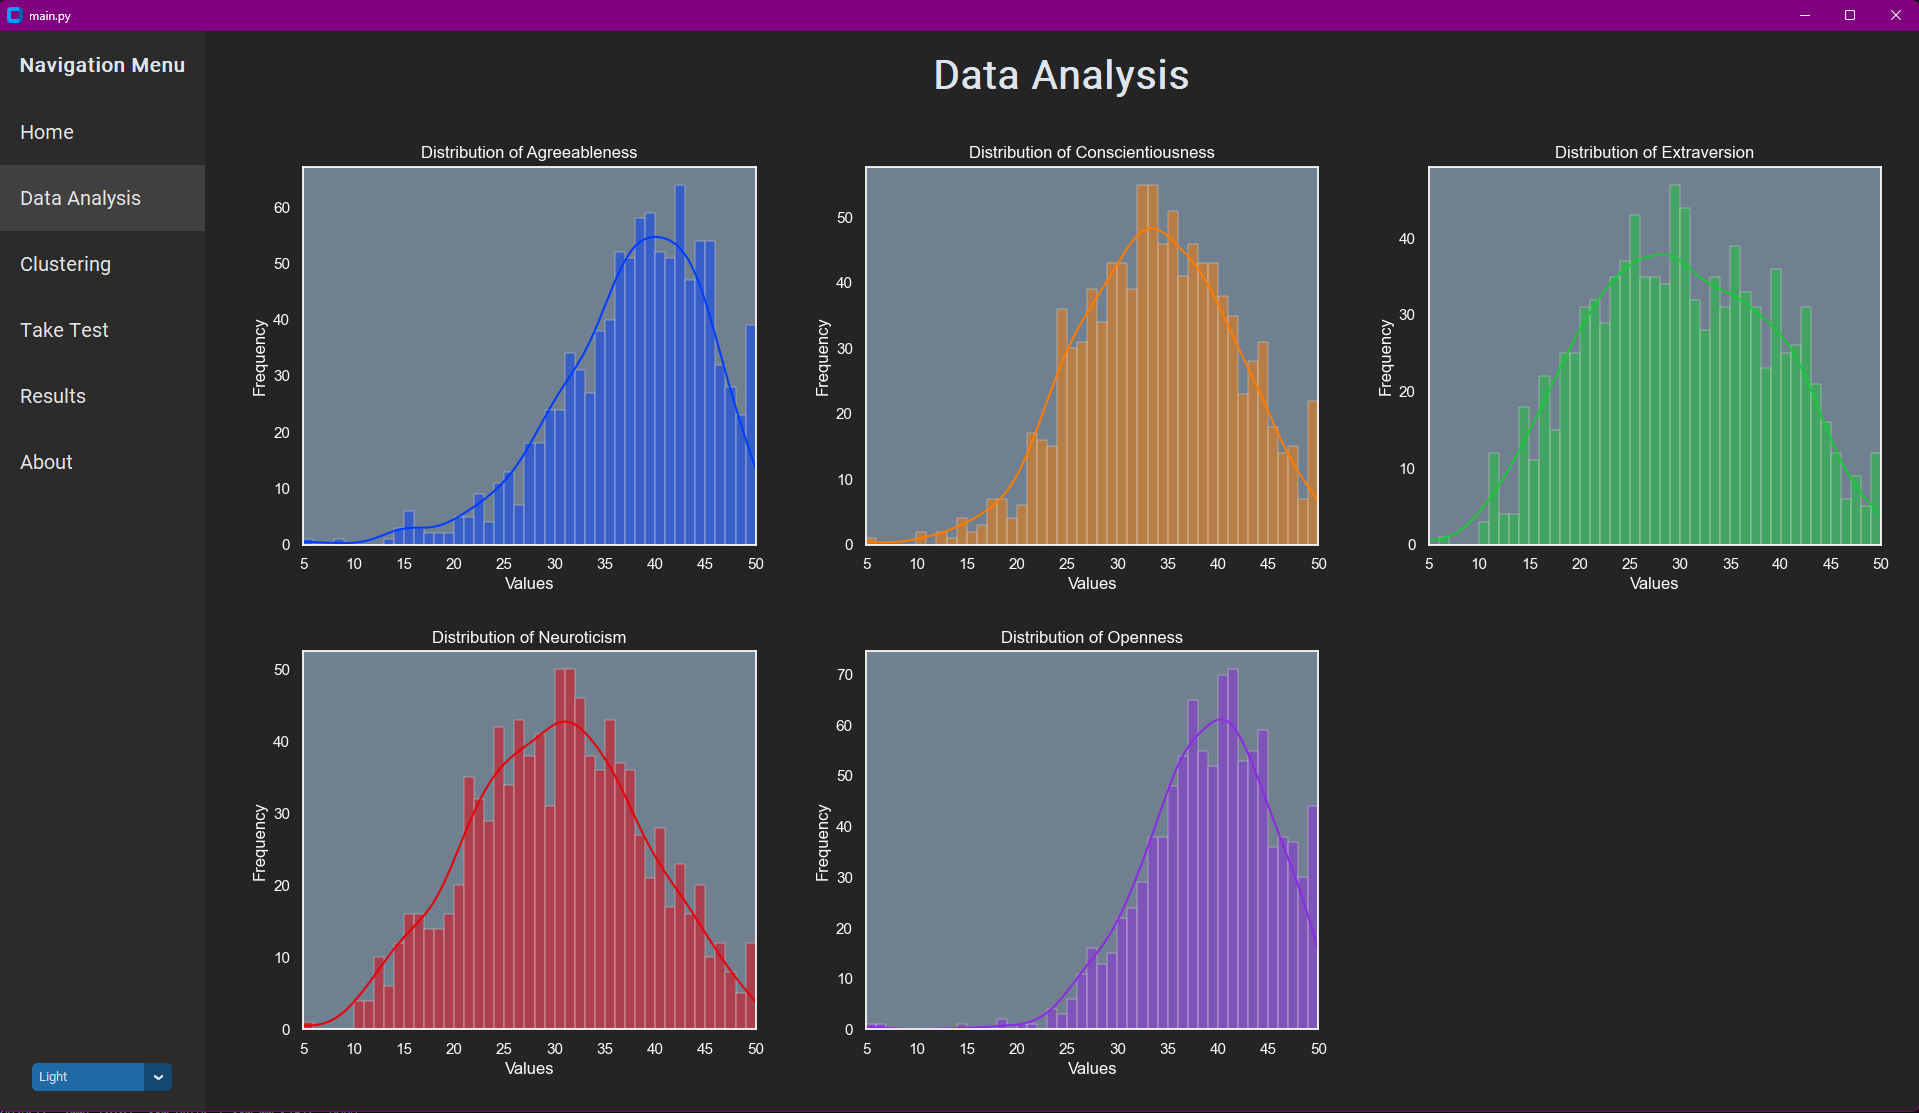 main.py
Navigation Menu
Home
Data Analysis
Clustering
Take Test
Results
About
Light
Data Analysis
Distribution of Agreeableness
Frequency
60
50
40
30
20
10
0
5 10 15 20 25 30 35 40 45 50
Values
Distribution of Conscientiousness
Frequency
50
40
30
20
10
0
5 10 15 20 25 30 35 40 45 50
Values
Distribution of Extraversion
Frequency
40
30
20
10
0
5 10 15 20 25 30 35 40 45 50
Values
Distribution of Neuroticism
Frequency
50
40
30
20
10
0
5 10 15 20 25 30 35 40 45 50
Values
Distribution of Openness
Frequency
70
60
50
40
30
20
10
0
5 10 15 20 25 30 35 40 45 50
Values